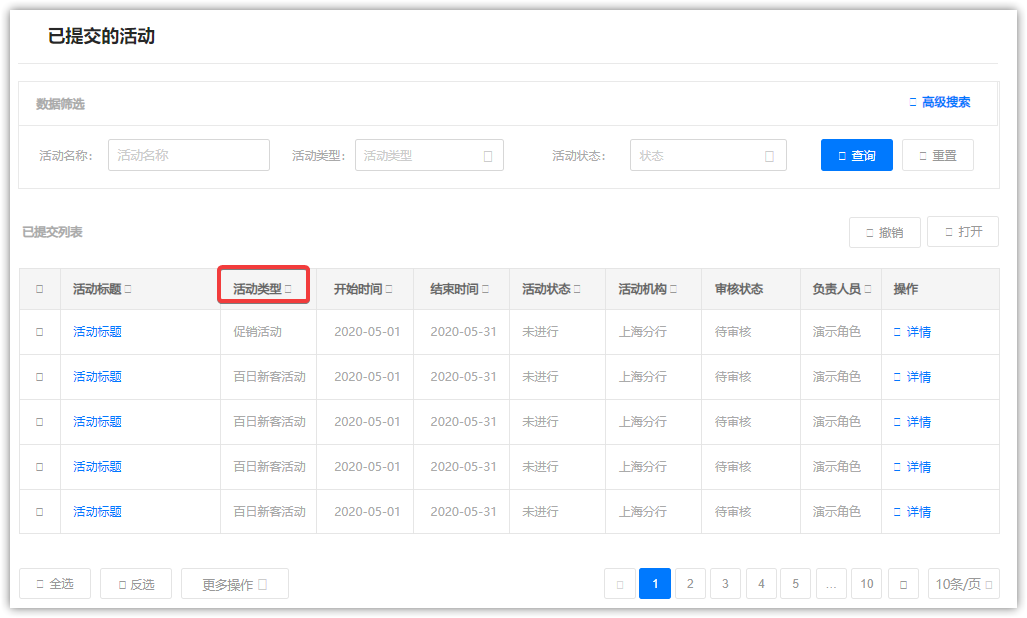 已提交的活动
数据筛选 高级搜索
活动名称: 活动名称 活动类型: 活动类型 活动状态: 状态 查询 重置
已提交列表 撤销 打开
活动标题 活动类型 开始时间 结束时间 活动状态 活动机构 审核状态 负责人员 操作
活动标题 促销活动 2020-05-01 2020-05-31 未进行 上海分行 待审核 演示角色 详情
活动标题 百日新客活动 2020-05-01 2020-05-31 未进行 上海分行 待审核 演示角色 详情
活动标题 百日新客活动 2020-05-01 2020-05-31 未进行 上海分行 待审核 演示角色 详情
活动标题 百日新客活动 2020-05-01 2020-05-31 未进行 上海分行 待审核 演示角色 详情
活动标题 百日新客活动 2020-05-01 2020-05-31 未进行 上海分行 待审核 演示角色 详情
全选 反选 更多操作 1 2 3 4 5 ... 10 10条/页